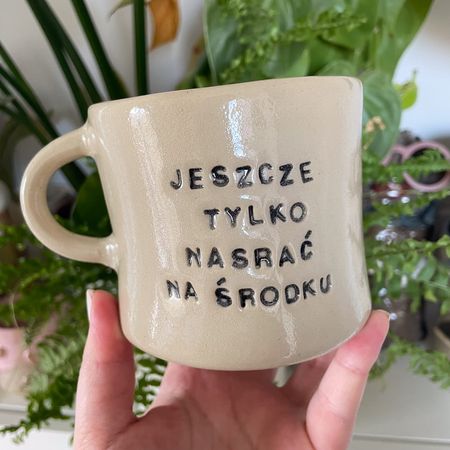 JESZCZE
TYLKO
NASRAĆ
NA ŚRODKU